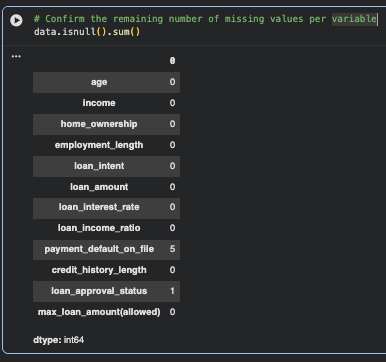 # Confirm the remaining number of missing values per variable
data.isnull().sum()
...
0
age 0
income 0
home_ownership 0
employment_length 0
loan_intent 0
loan_amount 0
loan_interest_rate 0
loan_income_ratio 0
payment_default_on_file 5
credit_history_length 0
loan_approval_status 1
max_loan_amount(allowed) 0
dtype: int64